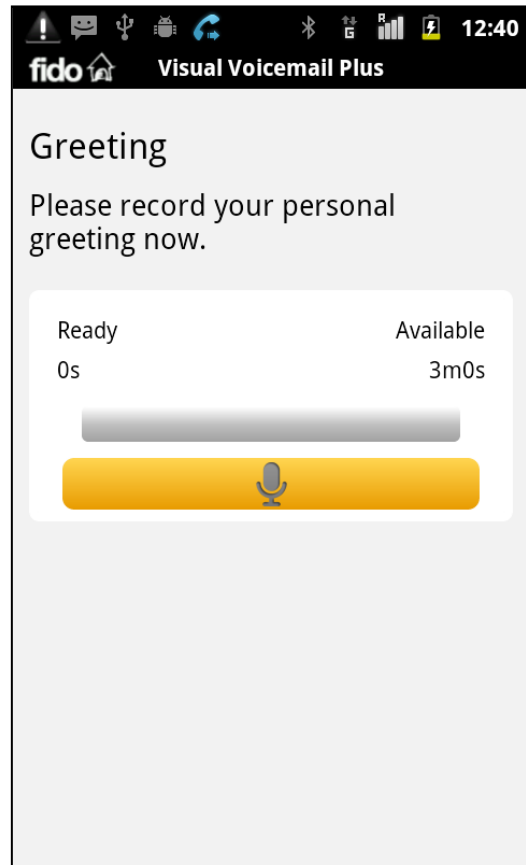 R G 12:40
fido Visual Voicemail Plus
Greeting
Please record your personal
greeting now.
Ready Available
0s 3m0s